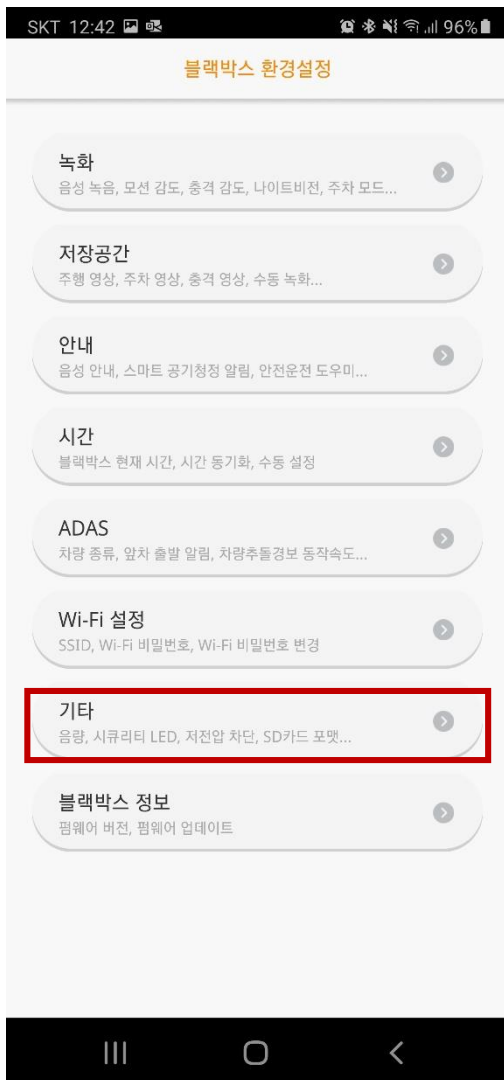 SKT 12:42 96%
블랙박스 환경설정
녹화
음성 녹음, 모션 감도, 충격 감도, 나이트비전, 주차 모드...
저장공간
주행 영상, 주차 영상, 충격 영상, 수동 녹화...
안내
음성 안내, 스마트 공기청정 알림, 안전운전 도우미...
시간
블랙박스 현재 시간, 시간 동기화, 수동 설정
ADAS
차량 종류, 앞차 출발 알림, 차량추돌경보 동작속도...
Wi-Fi 설정
SSID, Wi-Fi 비밀번호, Wi-Fi 비밀번호 변경
기타
음량, 시큐리티 LED, 저전압 차단, SD카드 포맷...
블랙박스 정보
펌웨어 버전, 펌웨어 업데이트